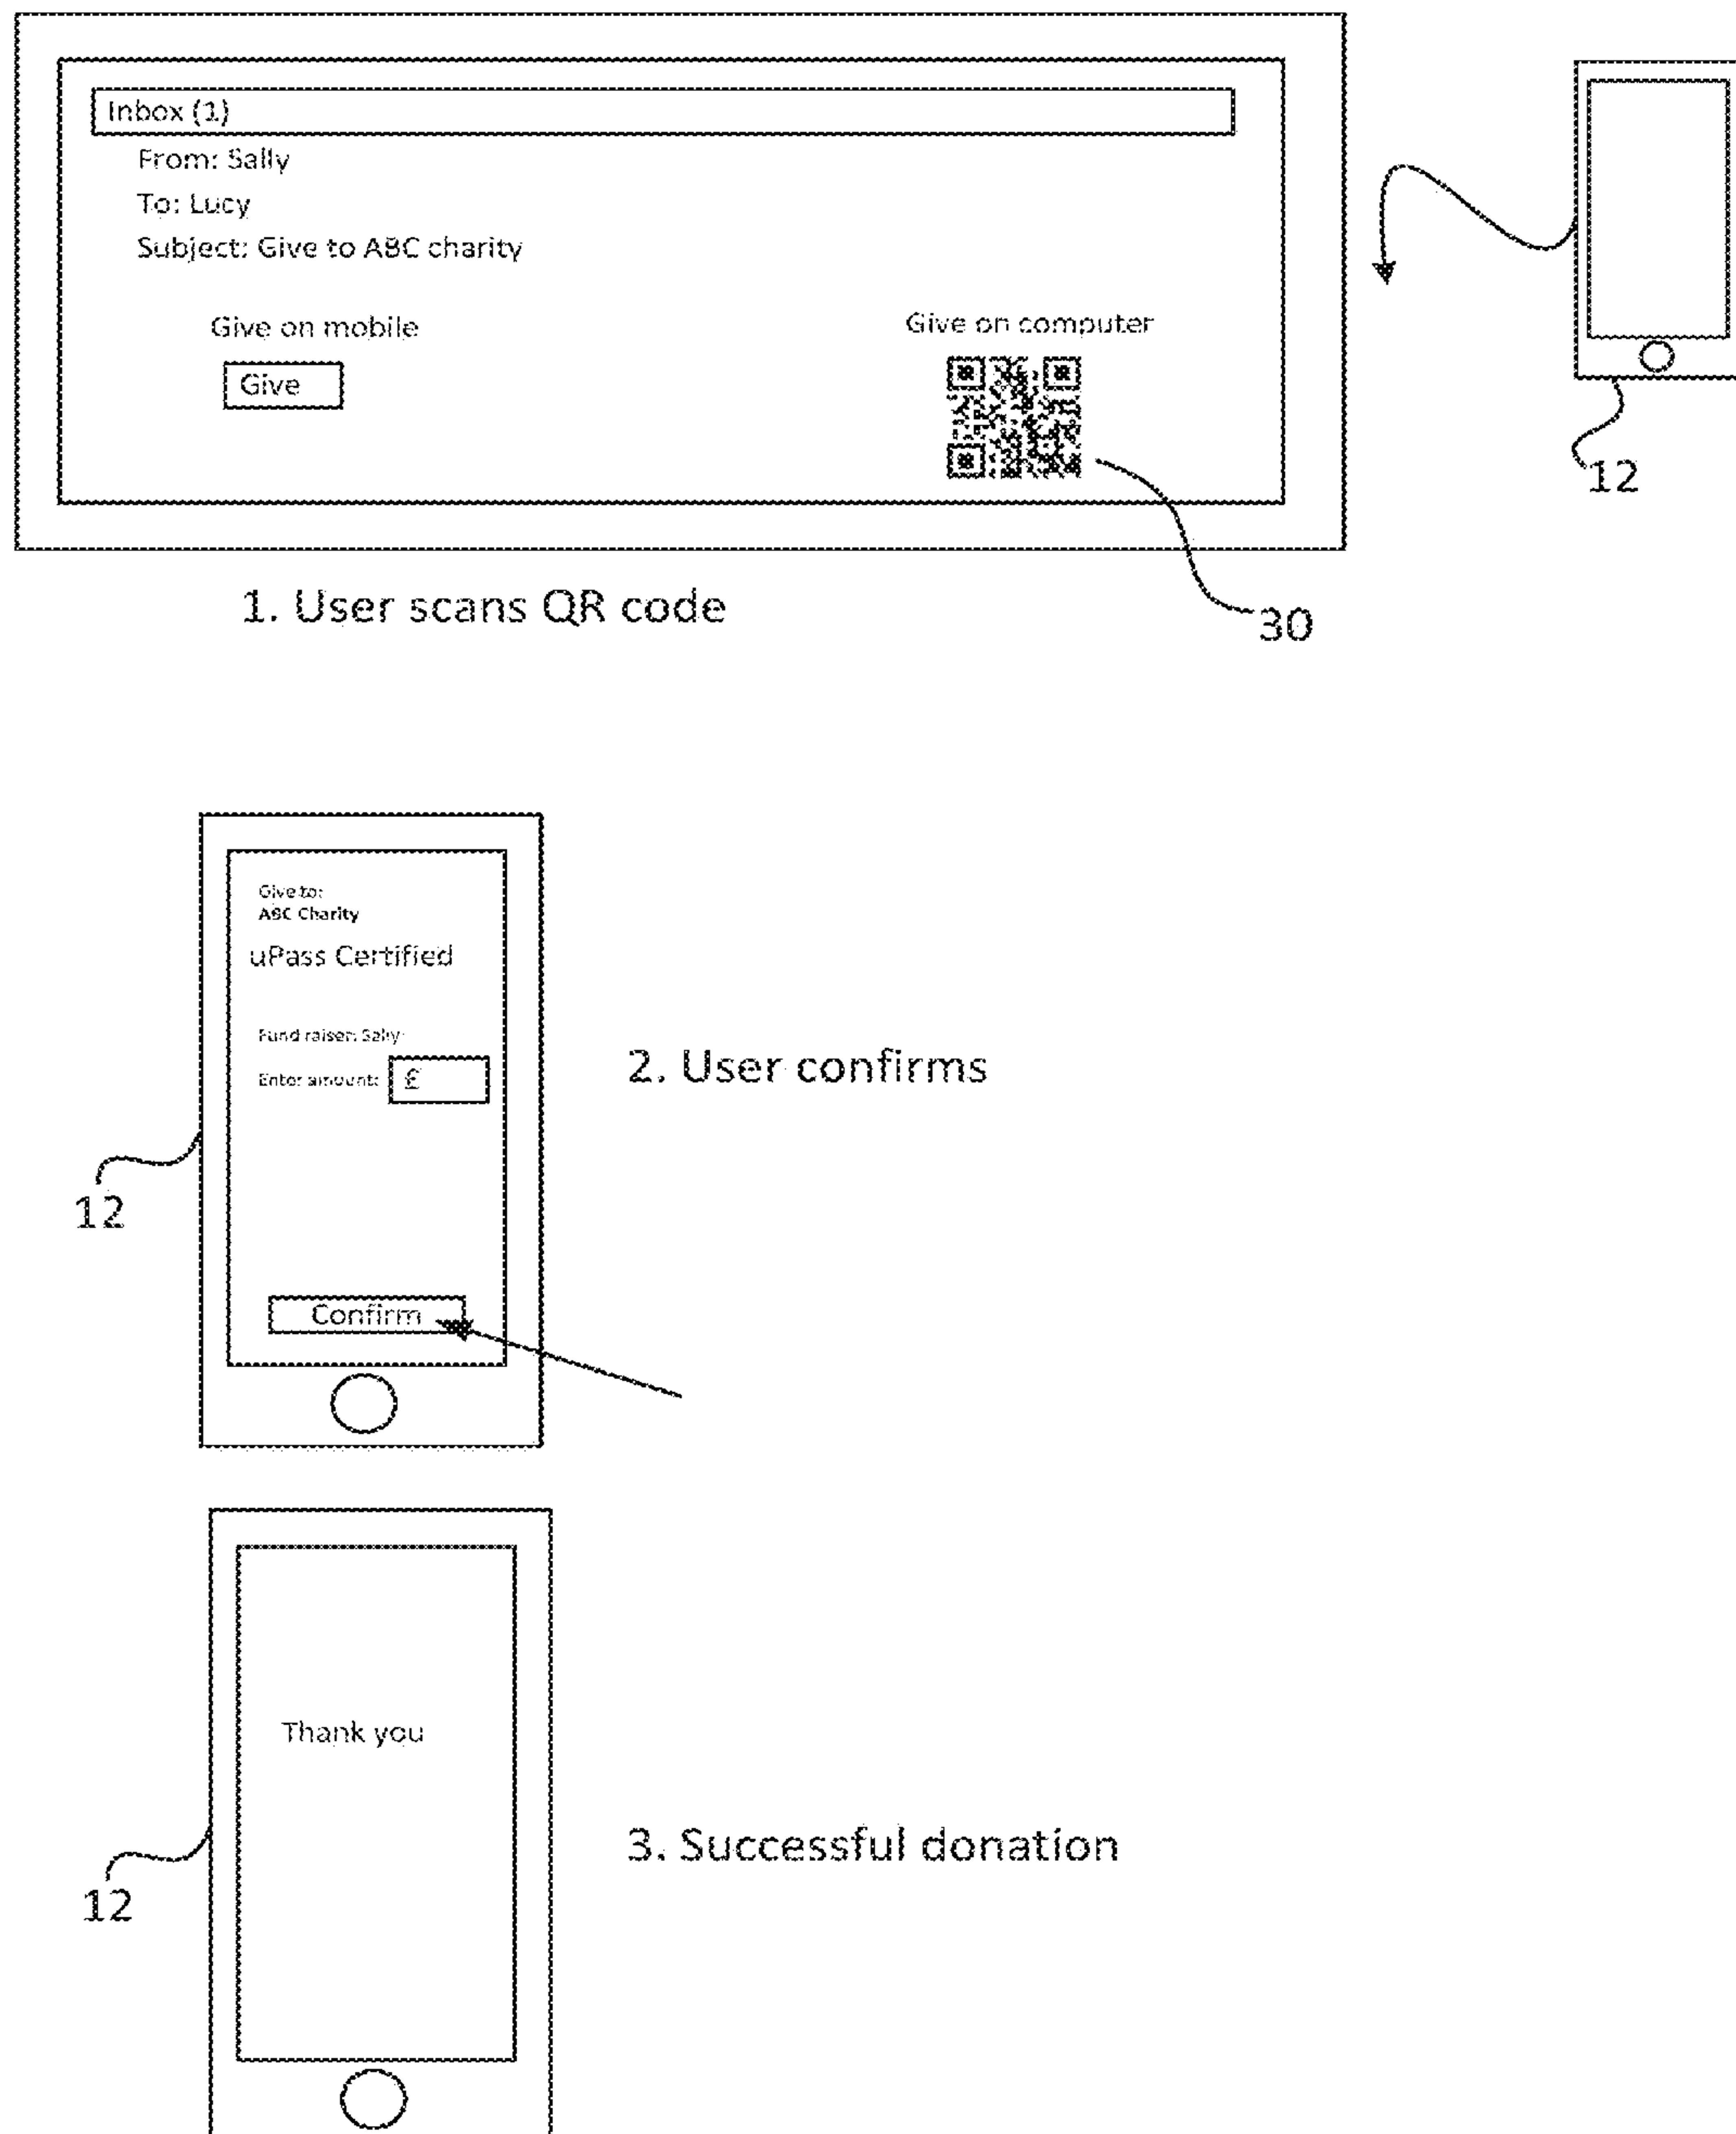 Inbox (1)
From: Sally
To: Lucy
Subject: Give to ABC charity
Give on mobile
Give on computer
Give
12
1. User scans QR code
30
Give to:
ABC Charity
uPass Certified
Fund raiser: Sally
Enter amount: £
2. User confirms
12
Confirm
Thank you
3. Successful donation
12